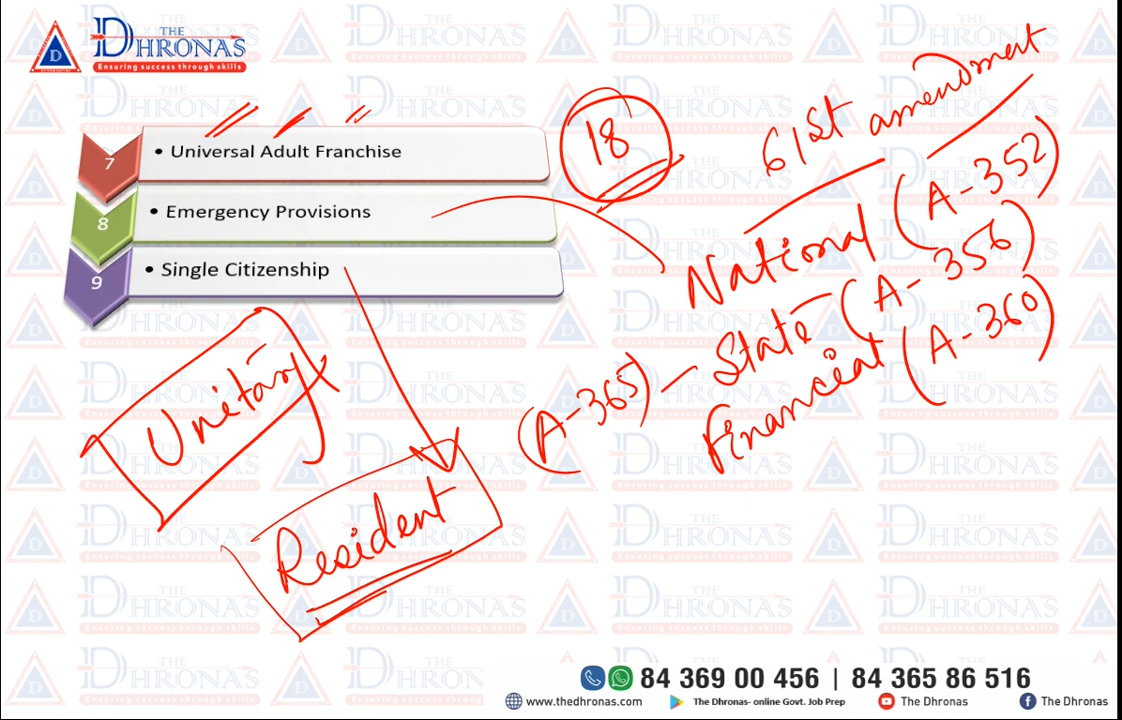 THE
DHRONAS
Ensuring success through skills
7
• Universal Adult Franchise
18
61st amendment
8
• Emergency Provisions
National (A-352)
9
• Single Citizenship
(A-365) - State (A-356)
Financial (A-360)
Unitary
Resident
84 369 00 456 | 84 365 86 516
www.thedhronas.com
The Dhronas- online Govt. Job Prep
The Dhronas
The Dhronas